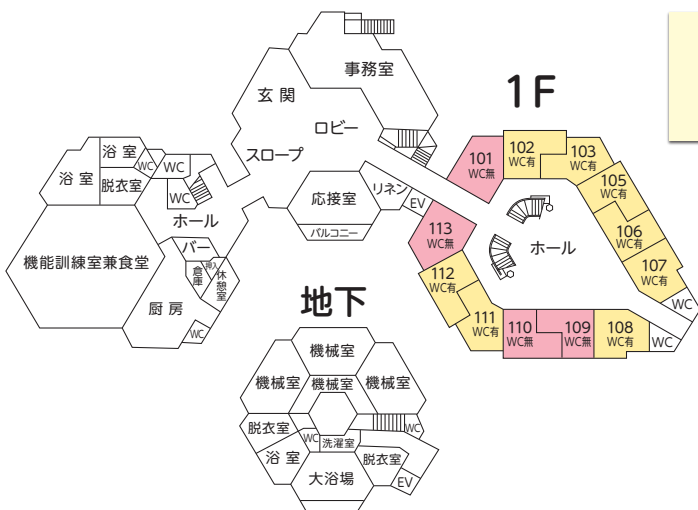 1F
事務室
玄関
ロビー
スロープ
浴室
WC
WC
浴室
脱衣室
WC
ホール
機能訓練室兼食堂
バー
倉庫
押入
休憩室
厨房
WC
応接室
リネン
EV
バルコニー
101
WC無
102
WC有
103
WC有
105
WC有
106
WC有
107
WC有
WC
ホール
113
WC無
112
WC有
111
WC有
110
WC無
109
WC無
108
WC有
WC
地下
機械室
機械室
機械室
機械室
脱衣室
WC
洗濯室
WC
浴室
脱衣室
大浴場
EV